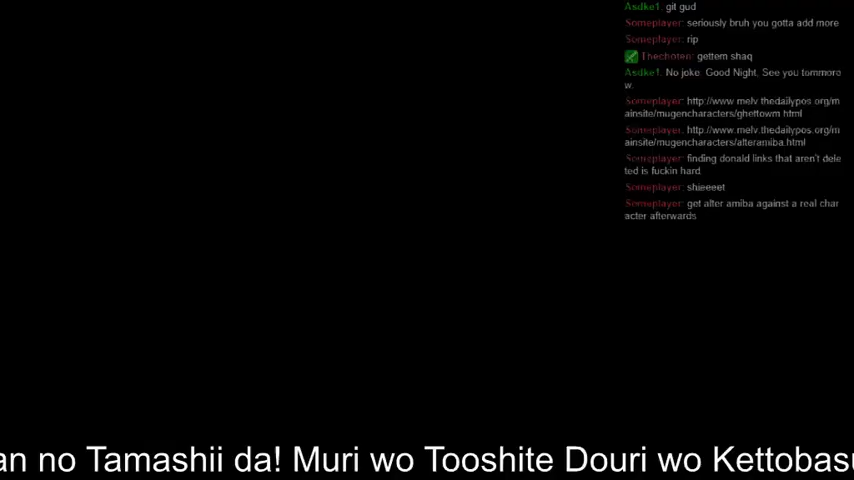 Asdke1: git gud
Someplayer: seriously bruh you gotta add more
Someplayer: rip
Thechoten: gettem shaq
Asdke1: No joke. Good Night, See you tommoro
w.
Someplayer: http://www.melv.thedailypos.org/m
ainsite/mugencharacters/ghettowm.html
Someplayer: http://www.melv.thedailypos.org/m
ainsite/mugencharacters/alteramiba.html
Someplayer: finding donald links that aren't dele
ted is fuckin hard
Someplayer: shieeeet
Someplayer: get alter amiba against a real char
acter afterwards
an no Tamashii da! Muri wo Tooshite Douri wo Kettobasu